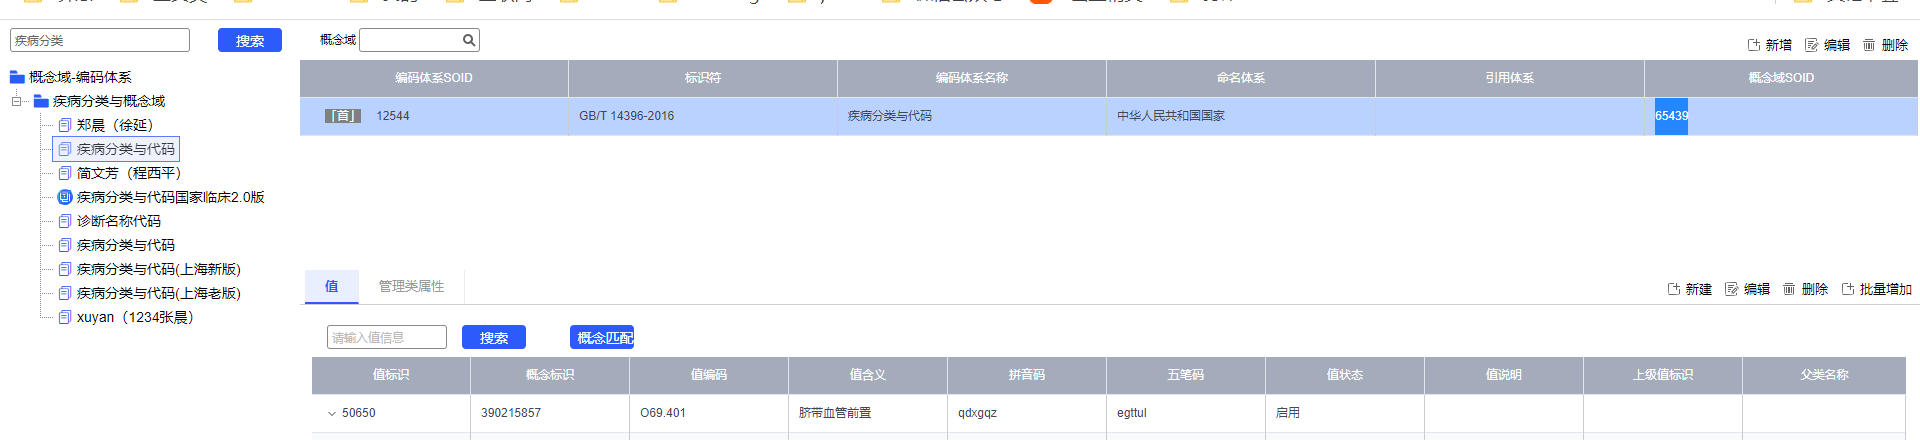 疾病分类
搜索
概念域
新增
编辑
删除
概念域-编码体系
疾病分类与概念域
郑晨（徐延）
疾病分类与代码
简文芳（程西平）
疾病分类与代码国家临床2.0版
诊断名称代码
疾病分类与代码
疾病分类与代码(上海新版)
疾病分类与代码(上海老版)
xuyan（1234张晨）
编码体系SOID 标识符 编码体系名称 命名体系 引用体系 概念域SOID
「首」 12544 GB/T 14396-2016 疾病分类与代码 中华人民共和国国家 65439
值 管理类属性
新建 编辑 删除 批量增加
请输入值信息 搜索 概念匹配
值标识 概念标识 值编码 值含义 拼音码 五笔码 值状态 值说明 上级值标识 父类名称
50650 390215857 O69.401 脐带血管前置 qdxgqz egttul 启用